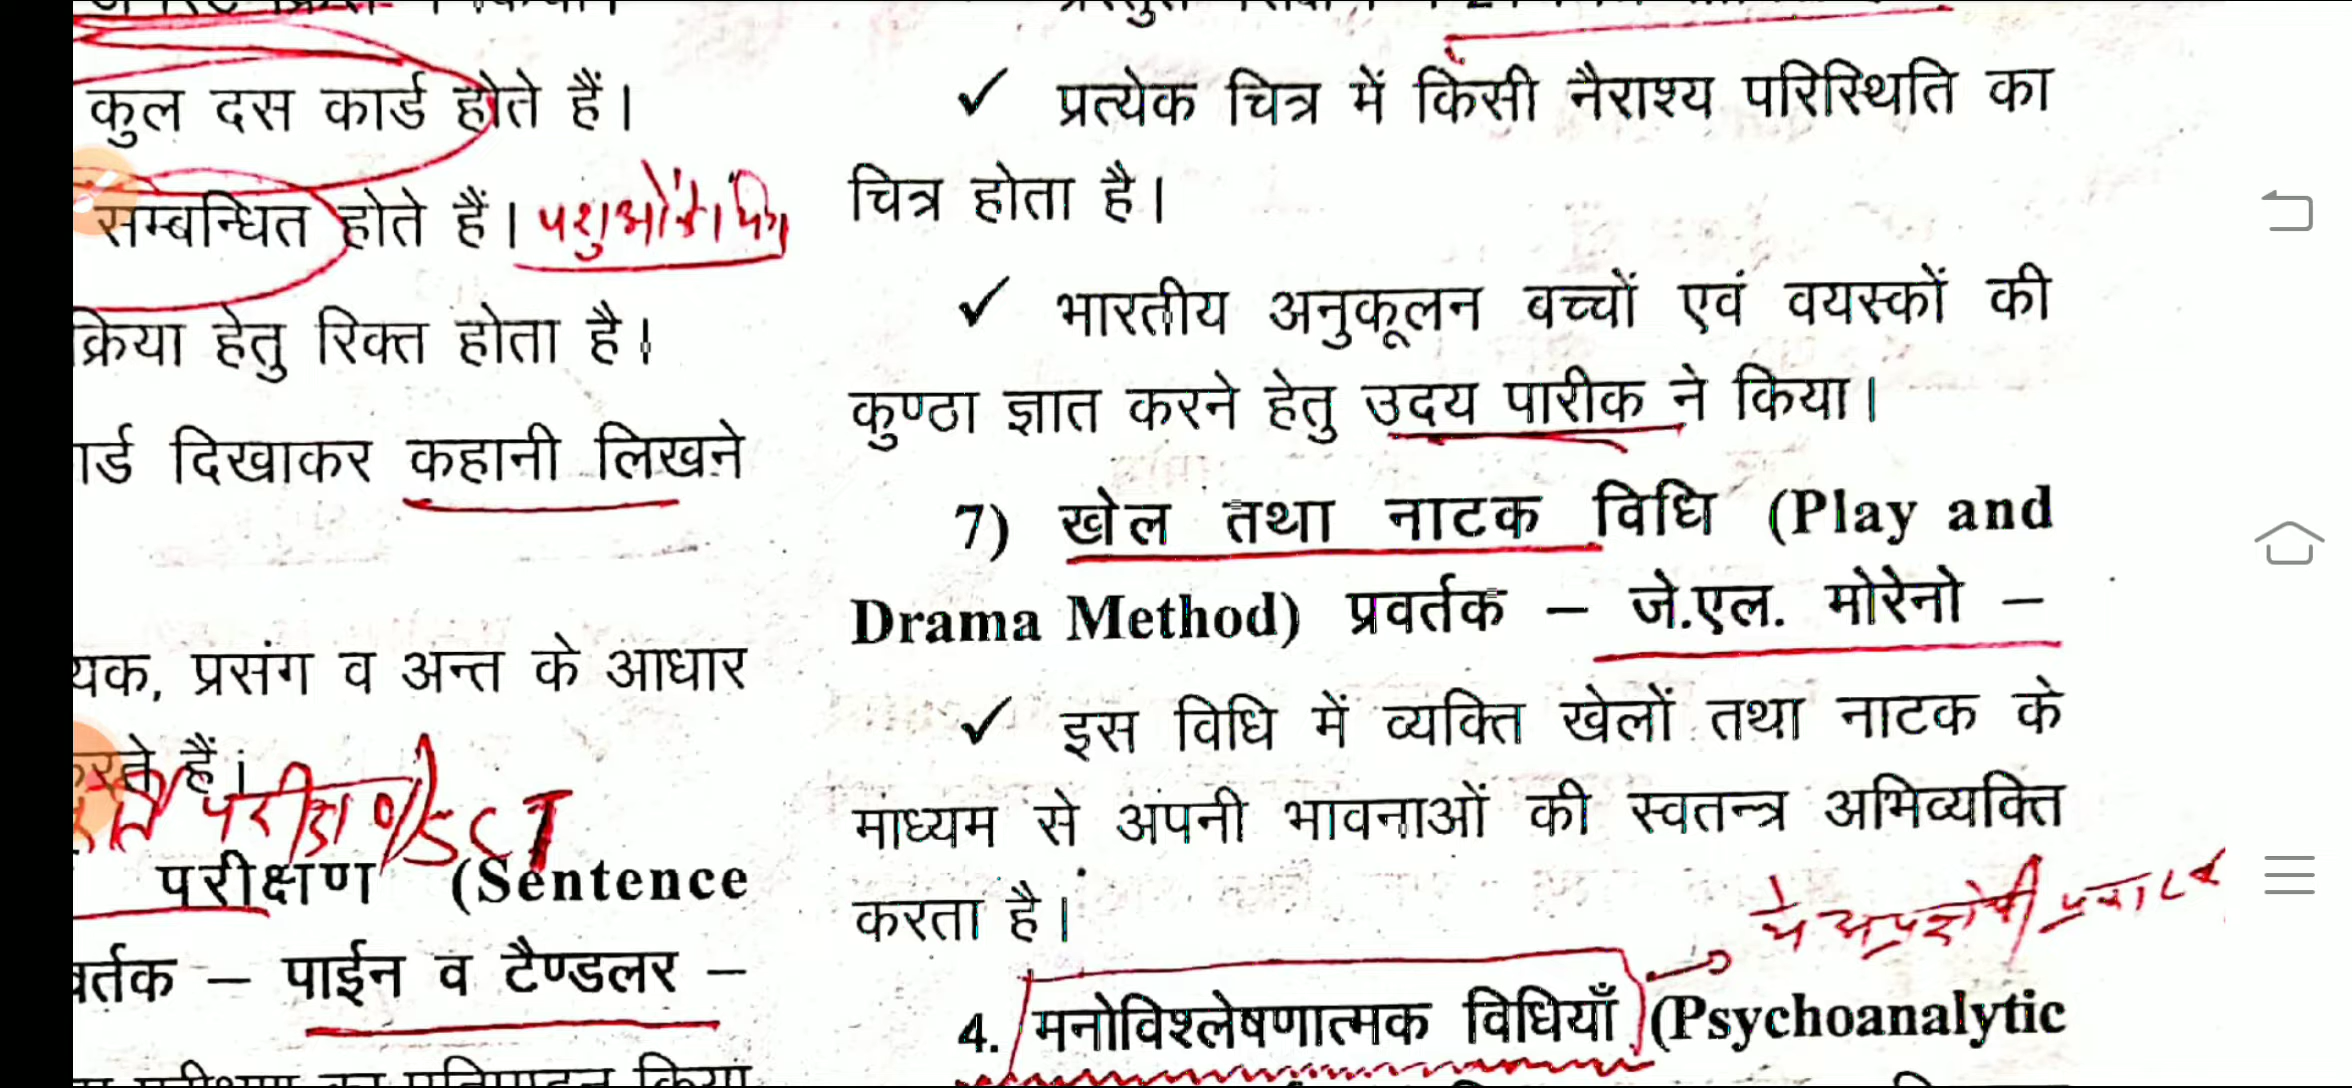 कुल दस कार्ड होते हैं।
सम्बन्धित होते हैं। पशुओं के चित्र
क्रिया हेतु रिक्त होता है।
कहानी लिखने दिखाकर
प्रसंग व अन्त के आधार
करते हैं।
परीक्षण SCT
परीक्षण (Sentence
– पाईन व टैण्डलर –
✓ प्रत्येक चित्र में किसी नैराश्य परिस्थिति का
चित्र होता है।
✓ भारतीय अनुकूलन बच्चों एवं वयस्कों की
कुण्ठा ज्ञात करने हेतु उदय पारीक ने किया।
7) खेल तथा नाटक विधि (Play and
Drama Method) प्रवर्तक – जे.एल. मोरेनो –
✓ इस विधि में व्यक्ति खेलों तथा नाटक के
माध्यम से अपनी भावनाओं की स्वतन्त्र अभिव्यक्ति
करता है।
4. मनोविश्लेषणात्मक विधियाँ (Psychoanalytic